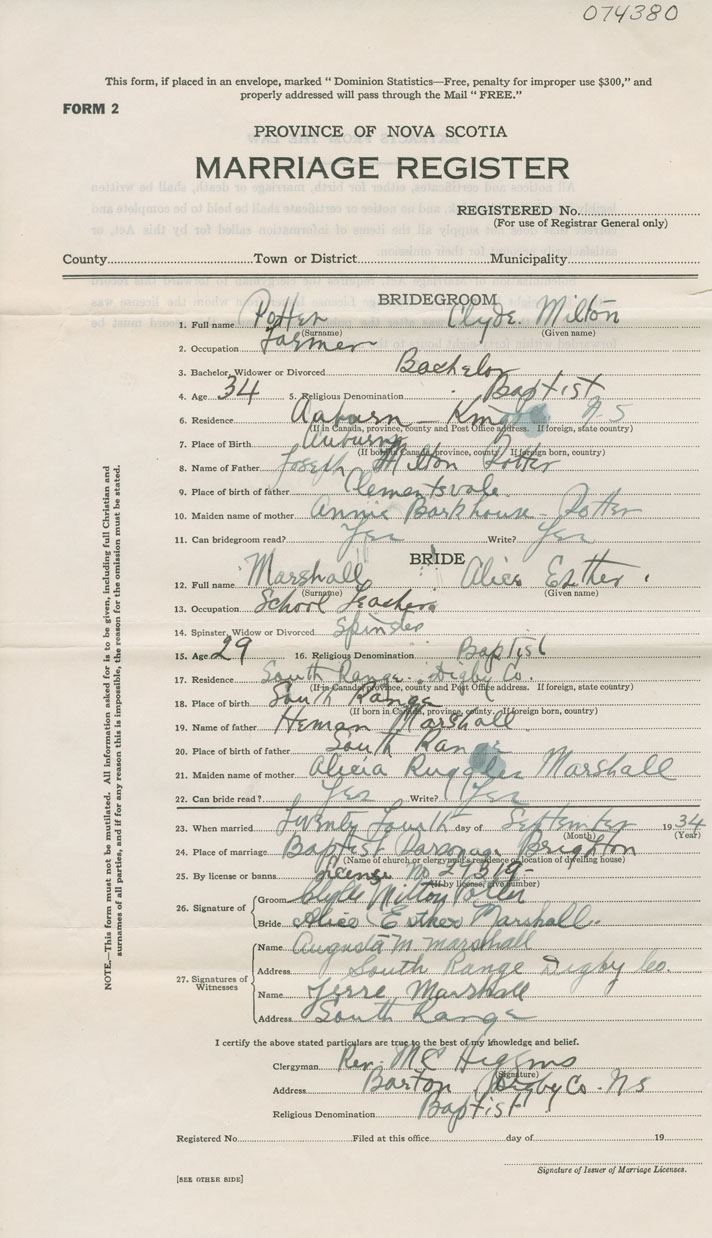 074380
This form, if placed in an envelope, marked " Dominion Statistics—Free, penalty for improper use $300," and
properly addressed will pass through the Mail " FREE."
FORM 2
PROVINCE OF NOVA SCOTIA
MARRIAGE REGISTER
REGISTERED No.
(For use of Registrar General only)
County Town or District Municipality
BRIDEGROOM
1. Full name Potter Clyde Milton
(Surname) (Given name)
2. Occupation Farmer
3. Bachelor, Widower or Divorced Bachelor
4. Age 34 5. Religious Denomination Baptist
6. Residence Auburn — Kings N.S
(If in Canada, province, county and Post Office address. If foreign, state country)
7. Place of Birth Auburn
(If born in Canada, province, county; If foreign born, country)
8. Name of Father Joseph Milton Potter
9. Place of birth of father Clementsvale
10. Maiden name of mother Annie Barkhouse - Potter
11. Can bridegroom read? Yes Write? Yes
BRIDE
12. Full name Marshall Alice Esther
(Surname) (Given name)
13. Occupation School Teacher
14. Spinster, Widow or Divorced Spinster
15. Age 29 16. Religious Denomination Baptist
17. Residence South Range. Digby Co.
(If in Canada, province, county and Post Office address. If foreign, state country)
18. Place of birth South Range
(If born in Canada, province, county; If foreign born, country)
19. Name of father Heman Marshall
20. Place of birth of father South Range
21. Maiden name of mother Alicia Ruggles Marshall
22. Can bride read? Yes Write? Yes
23. When married Twenty Fourth day of September 1934
(Month) (Year)
24. Place of marriage Baptist Parsonage Brighton
(Name of church or clergyman's residence or location of dwelling house)
25. By license or banns License No 27319-
(If by license, give number)
26. Signature of
Groom Clyde Milton Potter
Bride Alice Esther Marshall.
27. Signatures of
Witnesses
Name Augusta M Marshall
Address South Range Digby Co.
Name Jerre Marshall
Address South Range
I certify the above stated particulars are true to the best of my knowledge and belief.
Clergyman Rev. Higgins
(Signature)
Address Barton Digby Co. N S
Religious Denomination Baptist
Registered No. Filed at this office day of 19
Signature of Issuer of Marriage Licenses.
[SEE OTHER SIDE]
NOTE.—This form must not be mutilated. All information asked for is to be given, including full Christian and
surnames of all parties, and if for any reason this is impossible, the reason for the omission must be stated.